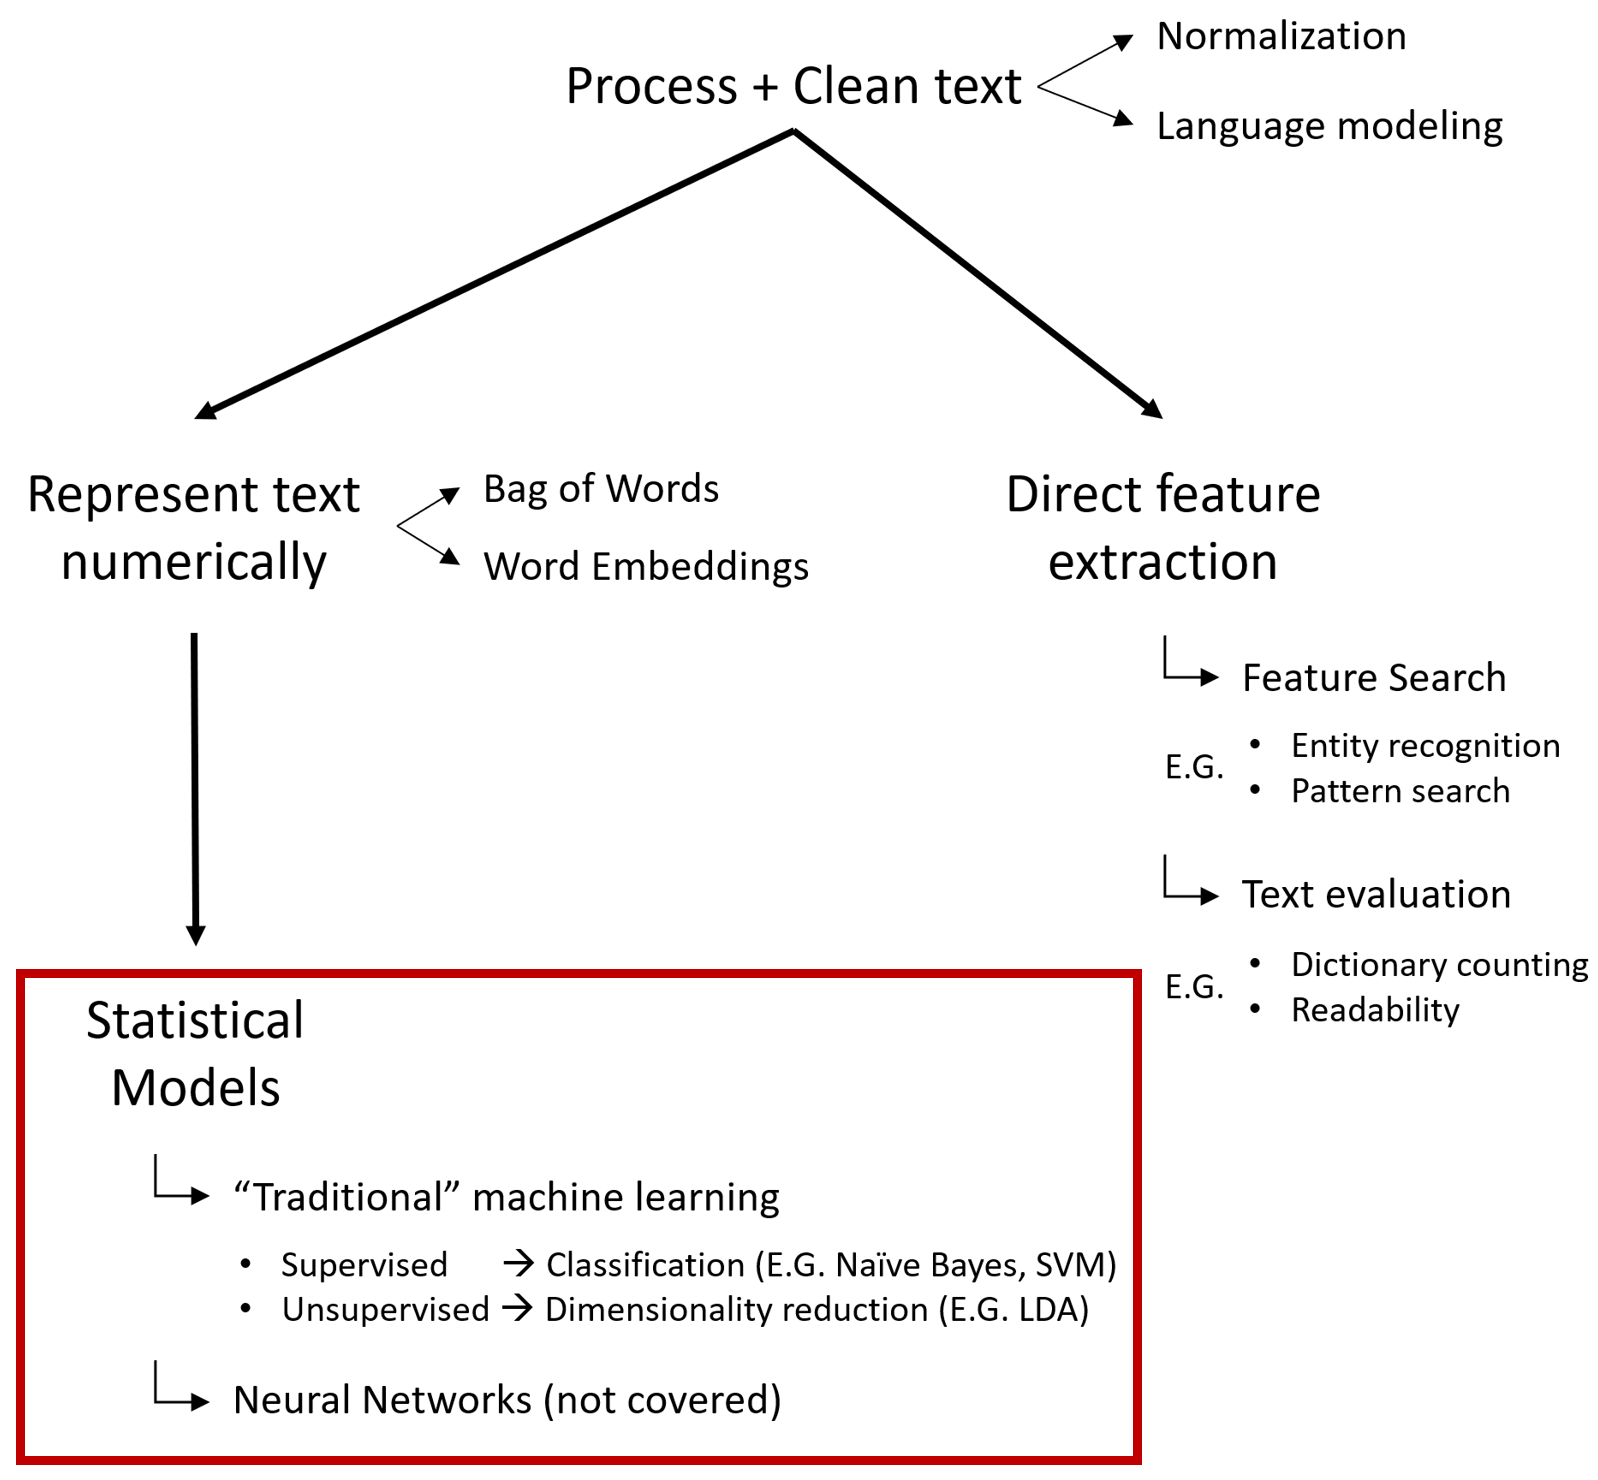 Process + Clean text
Normalization
Language modeling
Represent text
numerically
Bag of Words
Word Embeddings
Direct feature
extraction
Feature Search
E.G.
• Entity recognition
• Pattern search
Text evaluation
E.G.
• Dictionary counting
• Readability
Statistical
Models
“Traditional” machine learning
• Supervised → Classification (E.G. Naïve Bayes, SVM)
• Unsupervised → Dimensionality reduction (E.G. LDA)
Neural Networks (not covered)